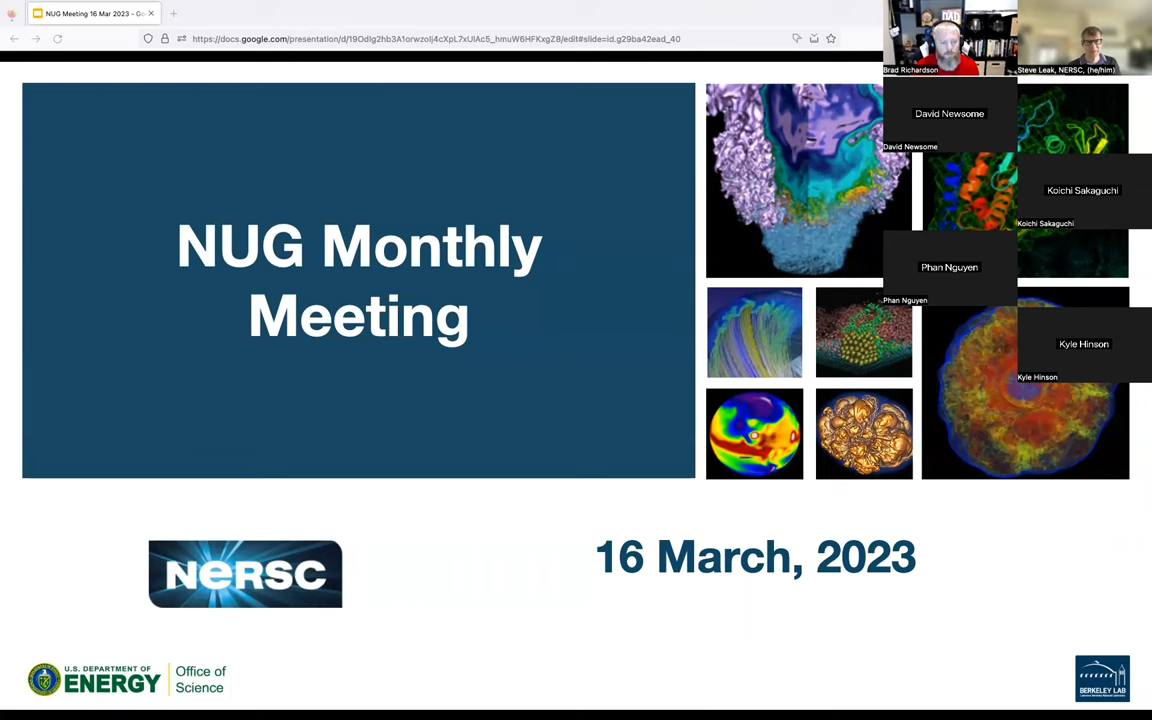 NUG Meeting 16 Mar 2023 - Go
https://docs.google.com/presentation/d/19OdIg2hb3A1orwzoIj4cXpL7xUIAc5_hmuW6HFKxgZ8/edit#slide=id.g29ba42ead_40
Brad Richardson
Steve Leak, NERSC, (he/him)
David Newsome
David Newsome
Koichi Sakaguchi
Koichi Sakaguchi
Phan Nguyen
Phan Nguyen
Kyle Hinson
Kyle Hinson
NUG Monthly
Meeting
NERSC
16 March, 2023
U.S. DEPARTMENT OF
ENERGY
Office of
Science
BERKELEY LAB